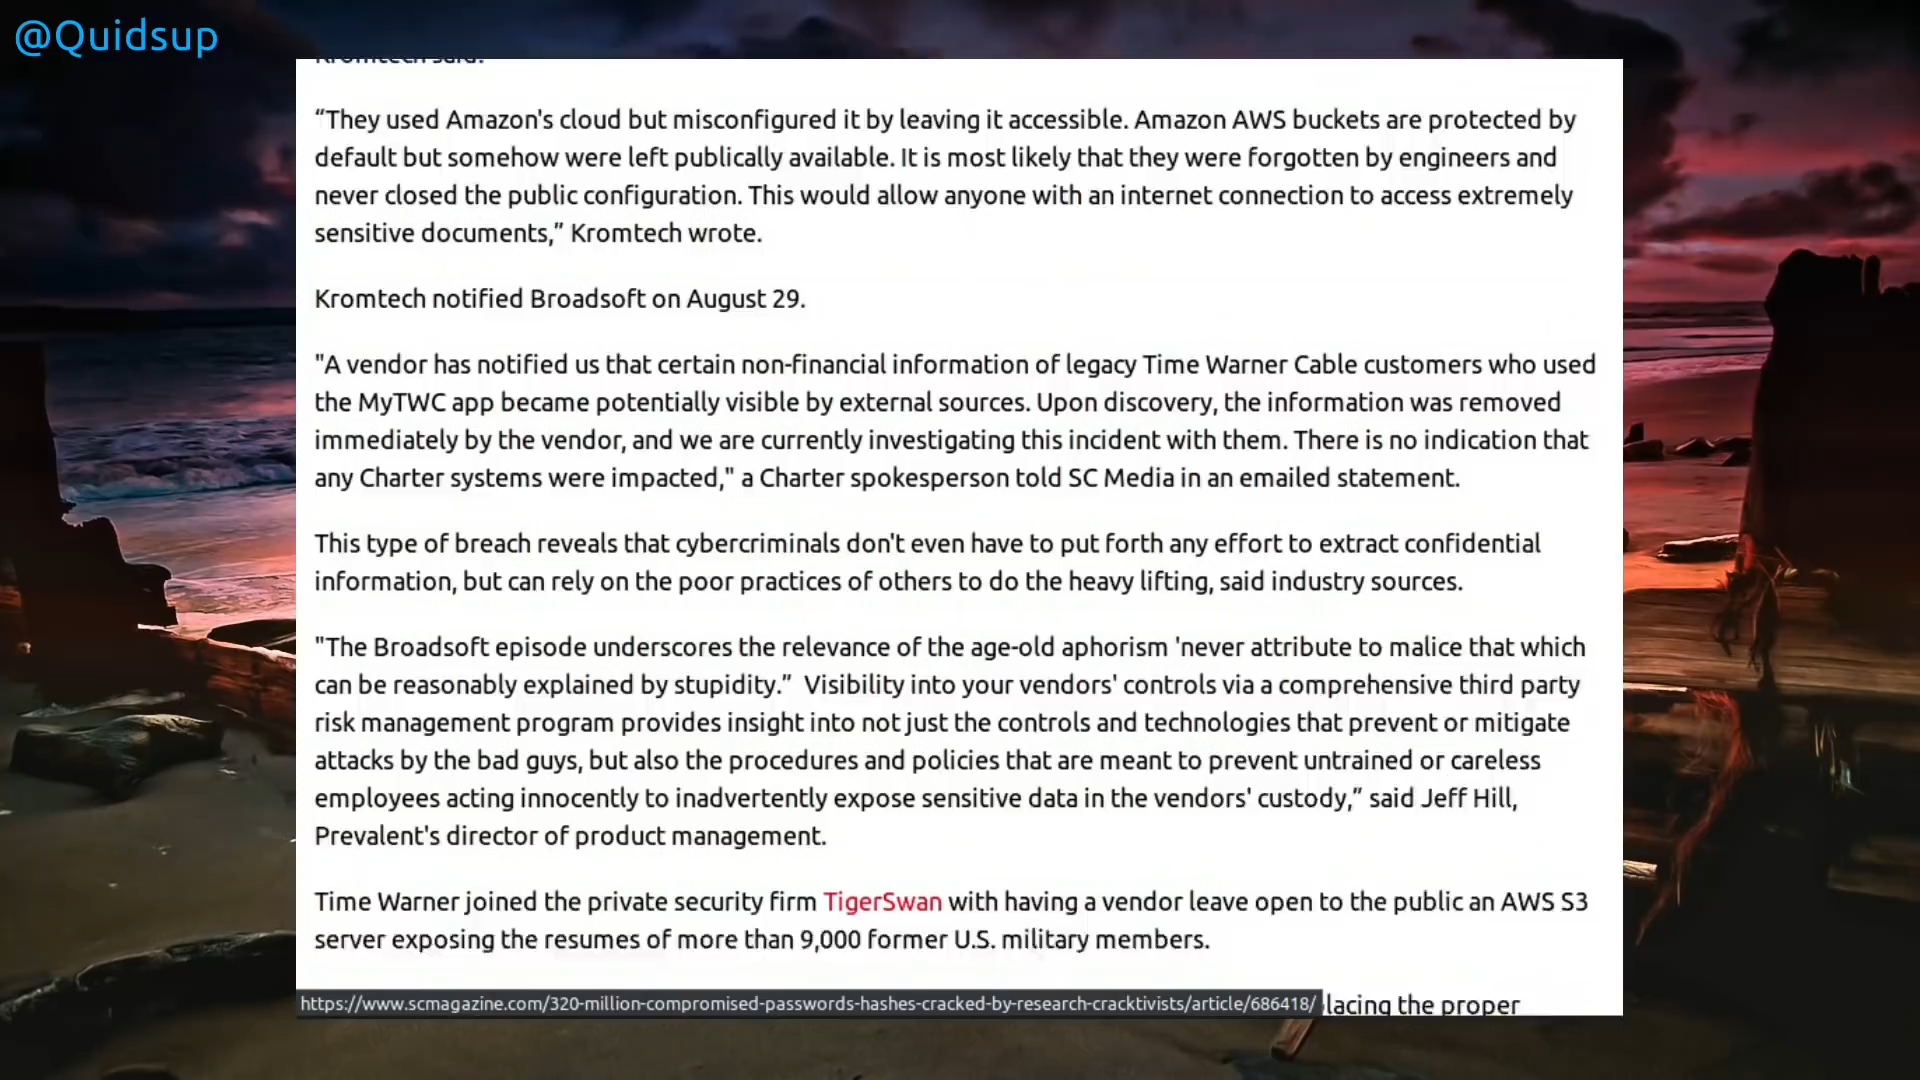 @Quidsup
Kromtech said.
“They used Amazon's cloud but misconfigured it by leaving it accessible. Amazon AWS buckets are protected by
default but somehow were left publically available. It is most likely that they were forgotten by engineers and
never closed the public configuration. This would allow anyone with an internet connection to access extremely
sensitive documents,” Kromtech wrote.
Kromtech notified Broadsoft on August 29.
"A vendor has notified us that certain non-financial information of legacy Time Warner Cable customers who used
the MyTWC app became potentially visible by external sources. Upon discovery, the information was removed
immediately by the vendor, and we are currently investigating this incident with them. There is no indication that
any Charter systems were impacted," a Charter spokesperson told SC Media in an emailed statement.
This type of breach reveals that cybercriminals don't even have to put forth any effort to extract confidential
information, but can rely on the poor practices of others to do the heavy lifting, said industry sources.
"The Broadsoft episode underscores the relevance of the age-old aphorism 'never attribute to malice that which
can be reasonably explained by stupidity.”  Visibility into your vendors' controls via a comprehensive third party
risk management program provides insight into not just the controls and technologies that prevent or mitigate
attacks by the bad guys, but also the procedures and policies that are meant to prevent untrained or careless
employees acting innocently to inadvertently expose sensitive data in the vendors' custody,” said Jeff Hill,
Prevalent's director of product management.
Time Warner joined the private security firm TigerSwan with having a vendor leave open to the public an AWS S3
server exposing the resumes of more than 9,000 former U.S. military members.
https://www.scmagazine.com/320-million-compromised-passwords-hashes-cracked-by-research-cracktivists/article/686418/ lacing the proper